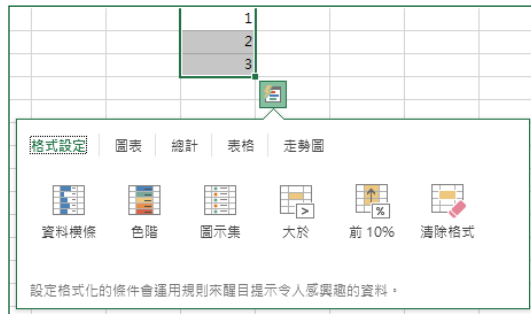 1
2
3
格式設定 圖表 總計 表格 走勢圖
資料橫條 色階 圖示集 大於 前 10% 清除格式
設定格式化的條件會運用規則來醒目提示令人感興趣的資料。